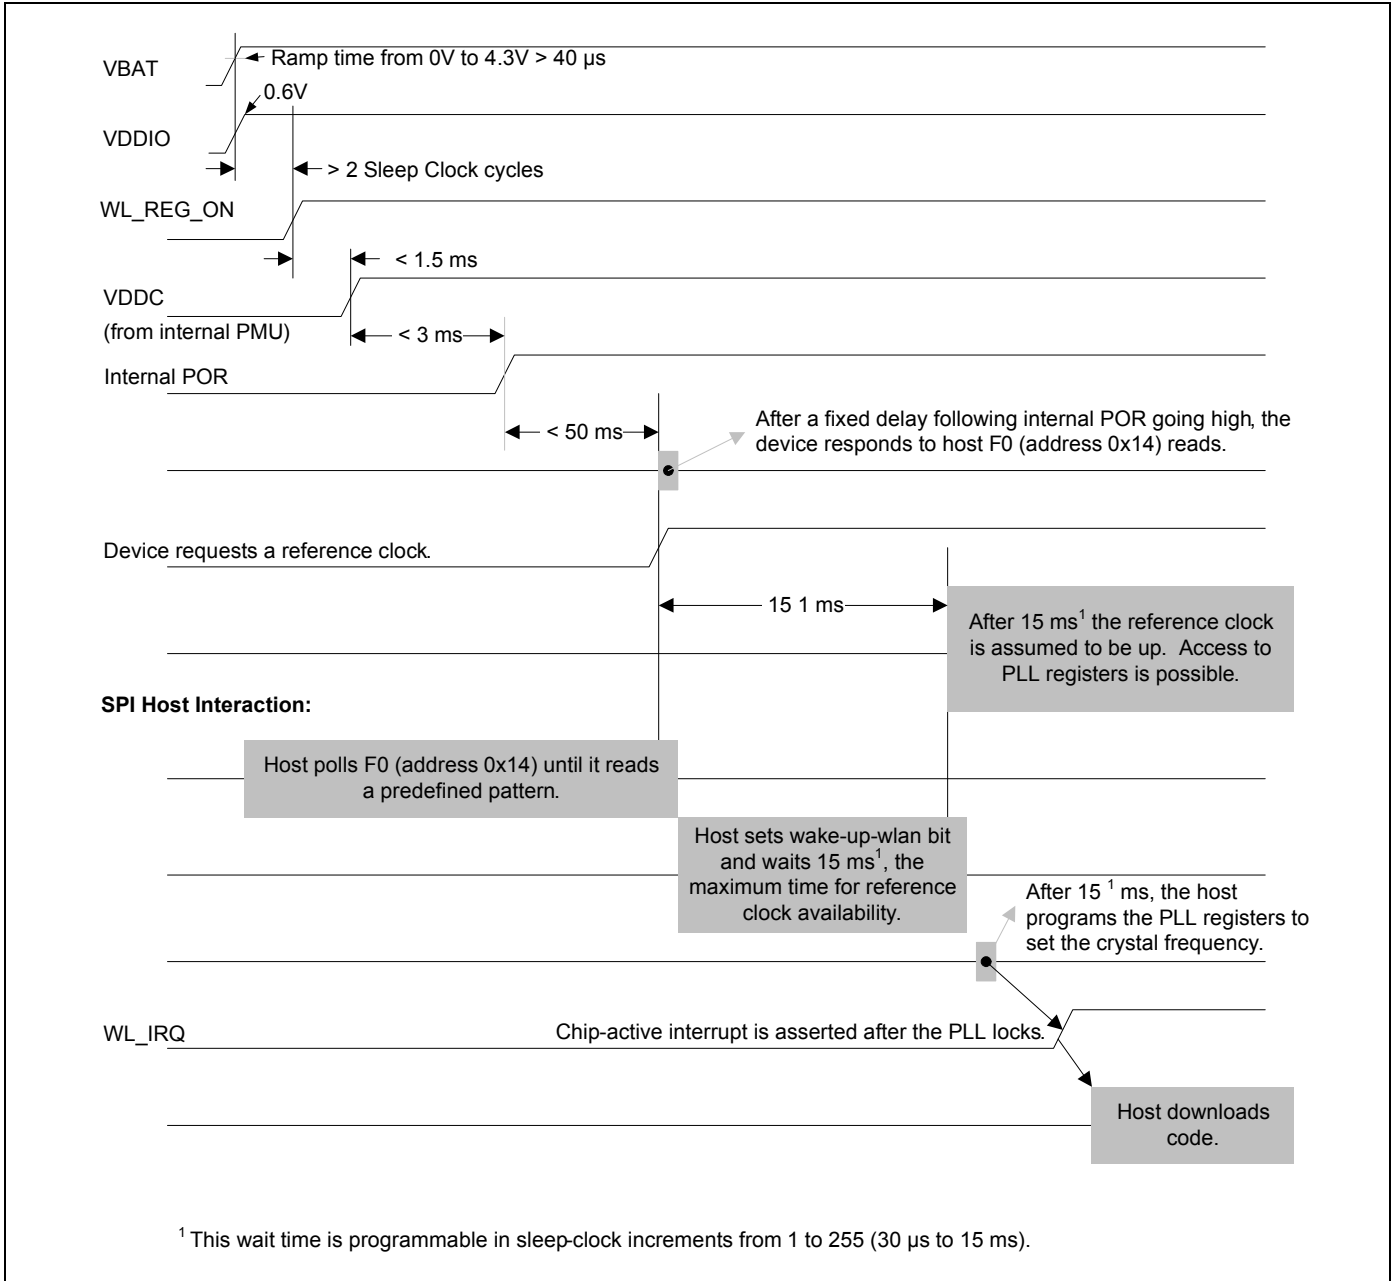 VBAT
Ramp time from 0V to 4.3V > 40 µs
0.6V
VDDIO
> 2 Sleep Clock cycles
WL_REG_ON
< 1.5 ms
VDDC
(from internal PMU)
< 3 ms
Internal POR
< 50 ms
After a fixed delay following internal POR going high, the
device responds to host F0 (address 0x14) reads.
Device requests a reference clock.
15 1 ms
After 15 ms¹ the reference clock
is assumed to be up. Access to
PLL registers is possible.
SPI Host Interaction:
Host polls F0 (address 0x14) until it reads
a predefined pattern.
Host sets wake-up-wlan bit
and waits 15 ms¹, the
maximum time for reference
clock availability.
After 15 ¹ ms, the host
programs the PLL registers to
set the crystal frequency.
WL_IRQ
Chip-active interrupt is asserted after the PLL locks.
Host downloads
code.
¹ This wait time is programmable in sleep-clock increments from 1 to 255 (30 µs to 15 ms).